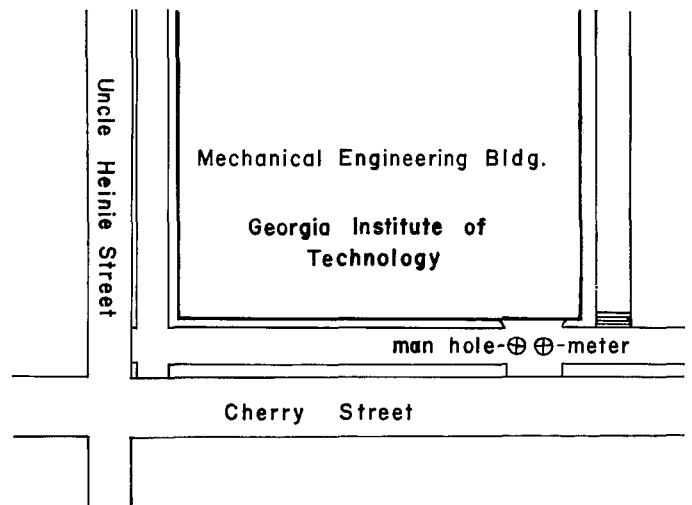 Uncle Heinie Street
Mechanical Engineering Bldg.
Georgia Institute of
Technology
man hole-⊕ ⊕-meter
Cherry Street